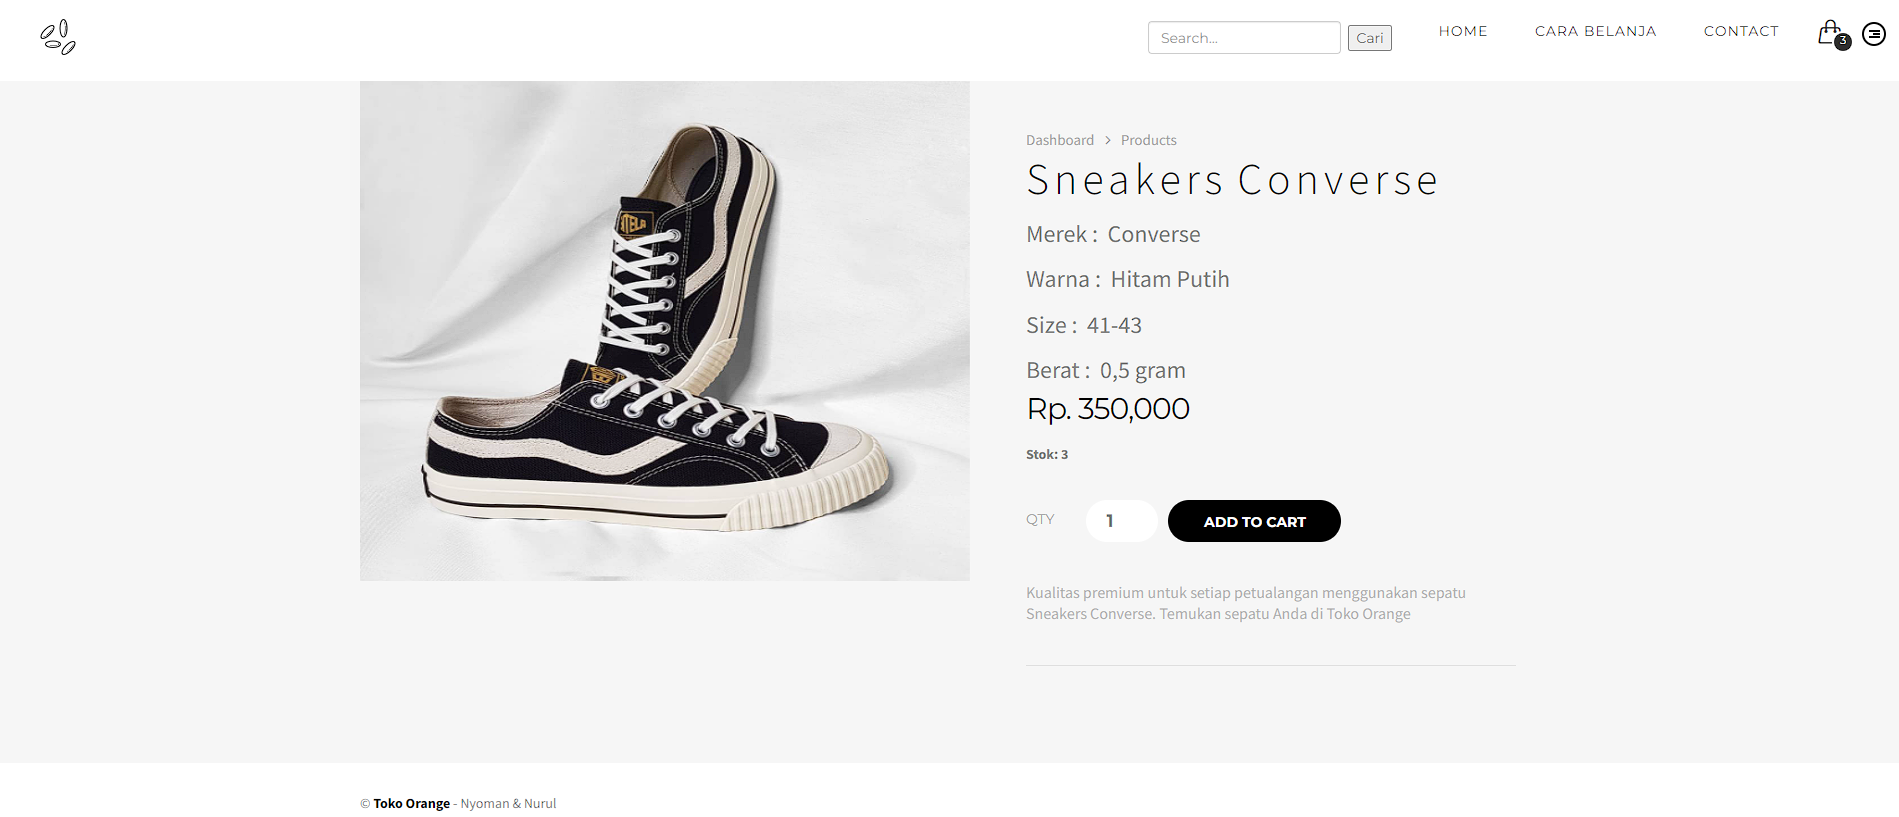 Search...
Cari
HOME
CARA BELANJA
CONTACT
3
Dashboard > Products
Sneakers Converse
Merek : Converse
Warna : Hitam Putih
Size : 41-43
Berat : 0,5 gram
Rp. 350,000
Stok: 3
QTY
1
ADD TO CART
Kualitas premium untuk setiap petualangan menggunakan sepatu
Sneakers Converse. Temukan sepatu Anda di Toko Orange
© Toko Orange - Nyoman & Nurul